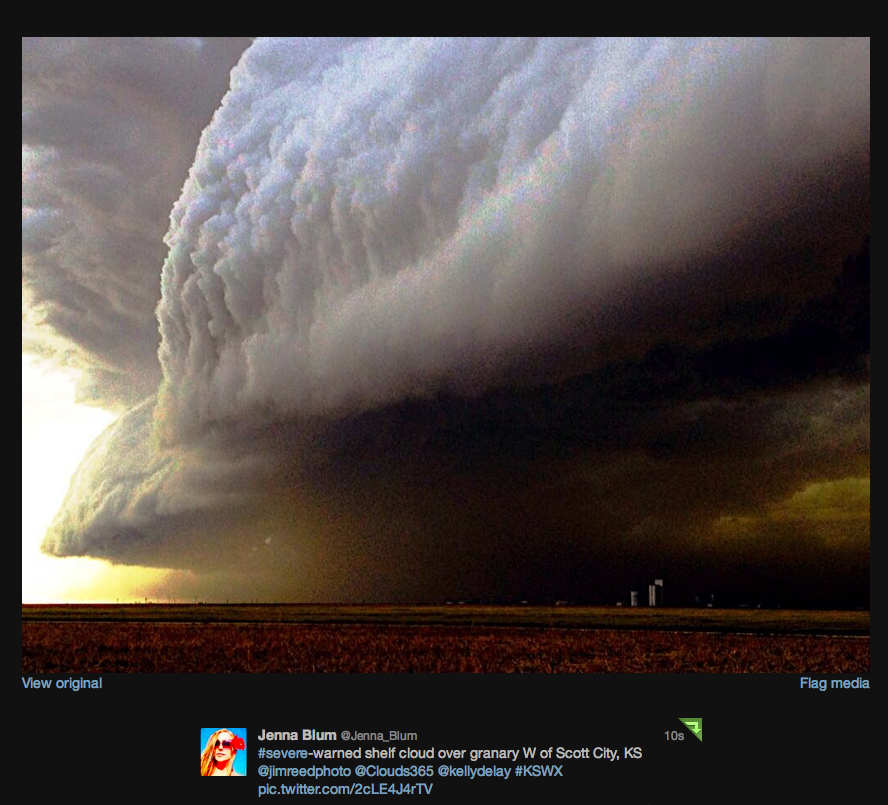 View original
Flag media
Jenna Blum @Jenna_Blum 10s
#severe-warned shelf cloud over granary W of Scott City, KS
@jimreedphoto @Clouds365 @kellydelay #KSWX
pic.twitter.com/2cLE4J4rTV